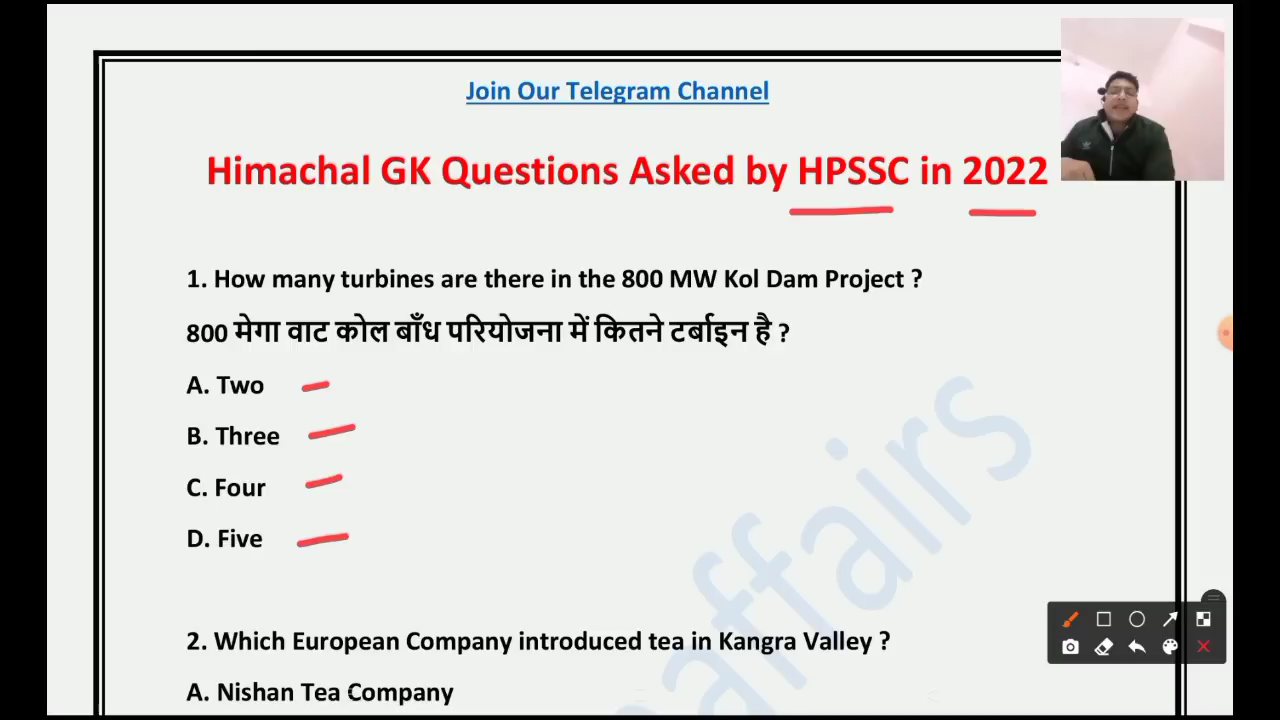 Join Our Telegram Channel
Himachal GK Questions Asked by HPSSC in 2022
1. How many turbines are there in the 800 MW Kol Dam Project ?
800 मेगा वाट कोल बाँध परियोजना में कितने टर्बाइन है ?
A. Two
B. Three
C. Four
D. Five
2. Which European Company introduced tea in Kangra Valley ?
A. Nishan Tea Company
affairs